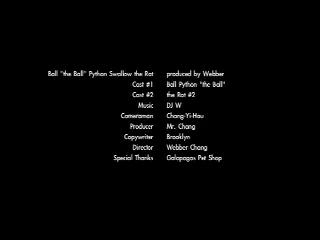 Ball "the Ball" Python Swallow the Rat produced by Webber
Cast #1 Ball Python "the Ball"
Cast #2 the Rat #2
Music DJ W
Cameraman Chang-Yi-Hau
Producer Mr. Chang
Copywriter Brooklyn
Director Webber Chang
Special Thanks Galapagos Pet Shop